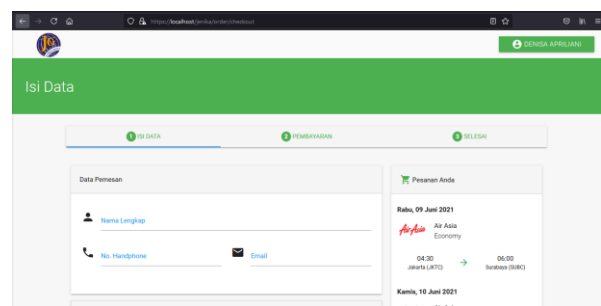 https://localhost/jenika/order/checkout
DENISA APRILIANI
Isi Data
1 ISI DATA
2 PEMBAYARAN
3 SELESAI
Data Pemesan
Nama Lengkap
No. Handphone
Email
Pesanan Anda
Rabu, 09 Juni 2021
AirAsia
Air Asia
Economy
04:30
Jakarta (JKTC)
06:00
Surabaya (SUBC)
Kamis, 10 Juni 2021